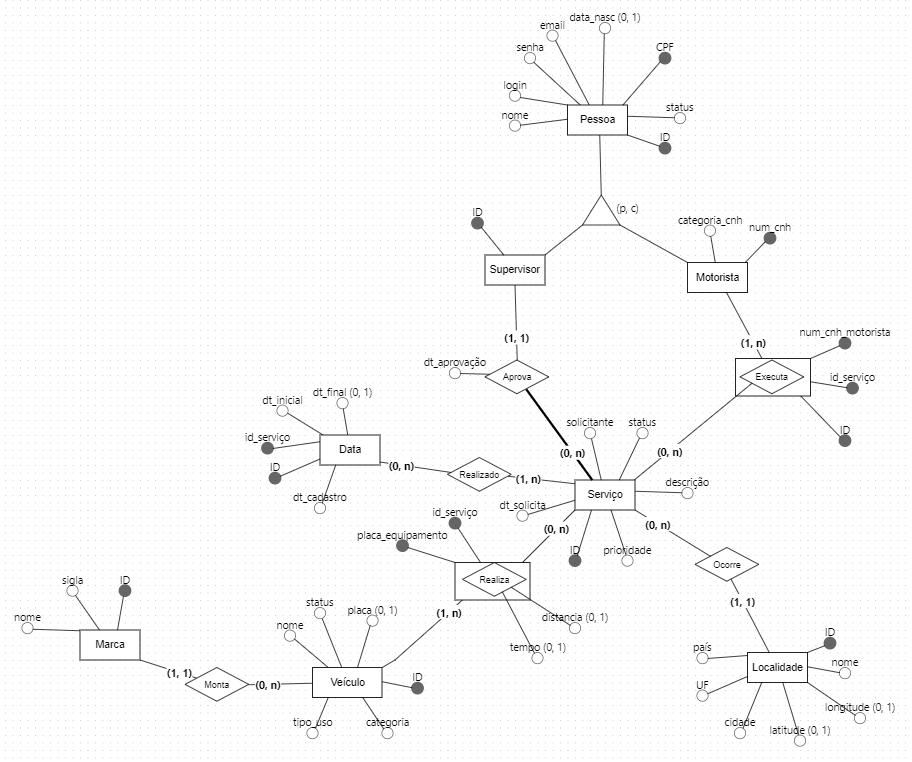 data_nasc (0, 1)
email
senha
CPF
login
status
nome
Pessoa
ID
(p, c)
ID
categoria_cnh
num_cnh
Supervisor
Motorista
(1, 1)
(1, n)
num_cnh_motorista
dt_aprovação
Aprova
Executa
id_serviço
ID
dt_inicial
dt_final (0, 1)
id_serviço
Data
ID
dt_cadastro
(0, n)
Realizado
(1, n)
solicitante
status
(0, n)
(0, n)
Serviço
descrição
dt_solicita
ID
prioridade
(0, n)
(0, n)
id_serviço
placa_equipamento
Realiza
Ocorre
distancia (0, 1)
tempo (0, 1)
(1, n)
(1, 1)
sigla
ID
nome
Marca
(1, 1)
Monta
(0, n)
status
placa (0, 1)
nome
Veículo
ID
tipo_uso
categoria
país
ID
Localidade
nome
UF
longitude (0, 1)
cidade
latitude (0, 1)